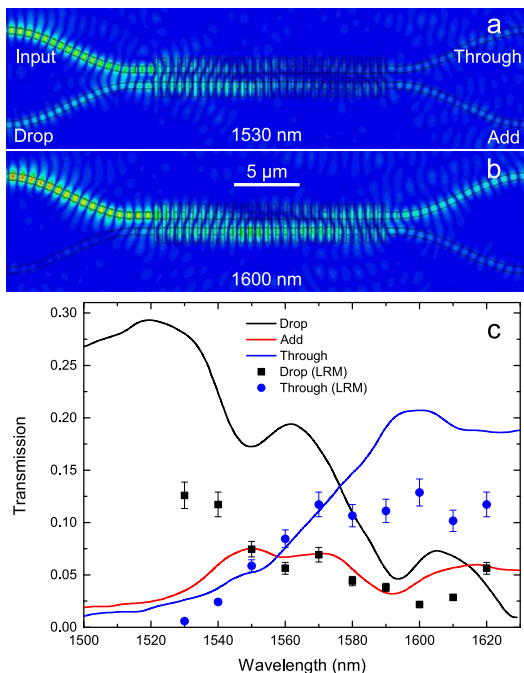 a
Input
Through
Drop
Add
1530 nm
b
5 µm
1600 nm
c
Drop
Add
Through
Drop (LRM)
Through (LRM)
Transmission
0.30
0.25
0.20
0.15
0.10
0.05
0.00
1500 1520 1540 1560 1580 1600 1620
Wavelength (nm)